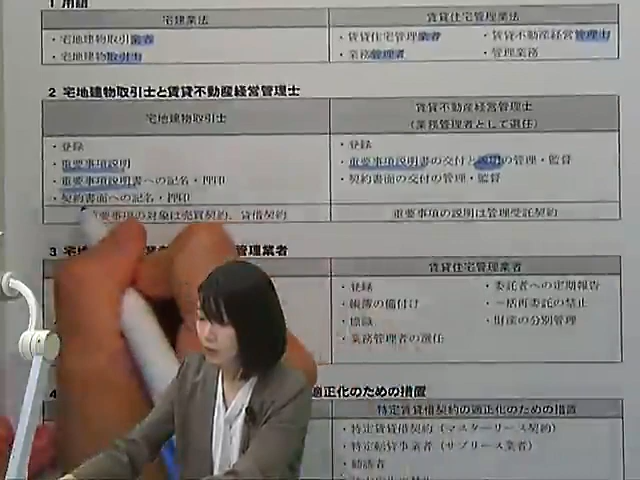 1 用語
宅建業法
賃貸住宅管理業法
・宅地建物取引業者
・宅地建物取引士
・賃貸住宅管理業者
・業務管理者
・賃貸不動産経営管理士
・管理業務
2 宅地建物取引士と賃貸不動産経営管理士
宅地建物取引士
賃貸不動産経営管理士
(業務管理者として選任)
・登録
・重要事項説明
・重要事項説明書への記名・押印
・契約書面への記名・押印
・登録
・重要事項説明書の交付と説明の管理・監督
・契約書面の交付の管理・監督
要事項の対象は売買契約、貸借契約
重要事項の説明は管理受託契約
3 宅地
管理業者
賃貸住宅管理業者
・登録
・帳簿の備付け
・標識
・業務管理者の選任
・委託者への定期報告
・一括再委託の禁止
・財産の分別管理
4
適正化のための措置
特定賃貸借契約の適正化のための措置
・特定賃貸借契約(マスターリース契約)
・特定転貸事業者(サブリース業者)
・勧誘者